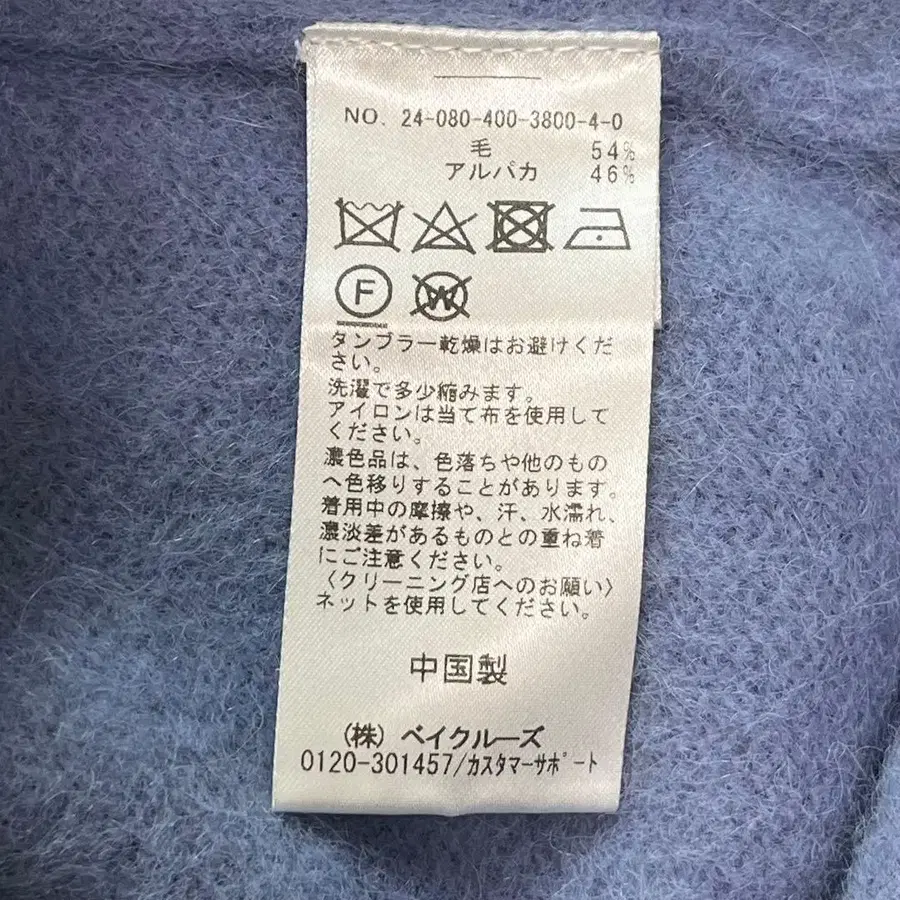 NO. 24-080-400-3800-4-0
毛 54%
アルパカ 46%
F W
タンブラー乾燥はお避けくだ
さい。
洗濯で多少縮みます。
アイロンは当て布を使用して
ください。
濃色品は、色落ちや他のもの
へ色移りすることがあります。
着用中の摩擦や、汗、水濡れ、
濃淡差があるものとの重ね着
にご注意ください。
〈クリーニング店へのお願い〉
ネットを使用してください。
中国製
(株) ベイクルーズ
0120-301457/カスタマーサポート